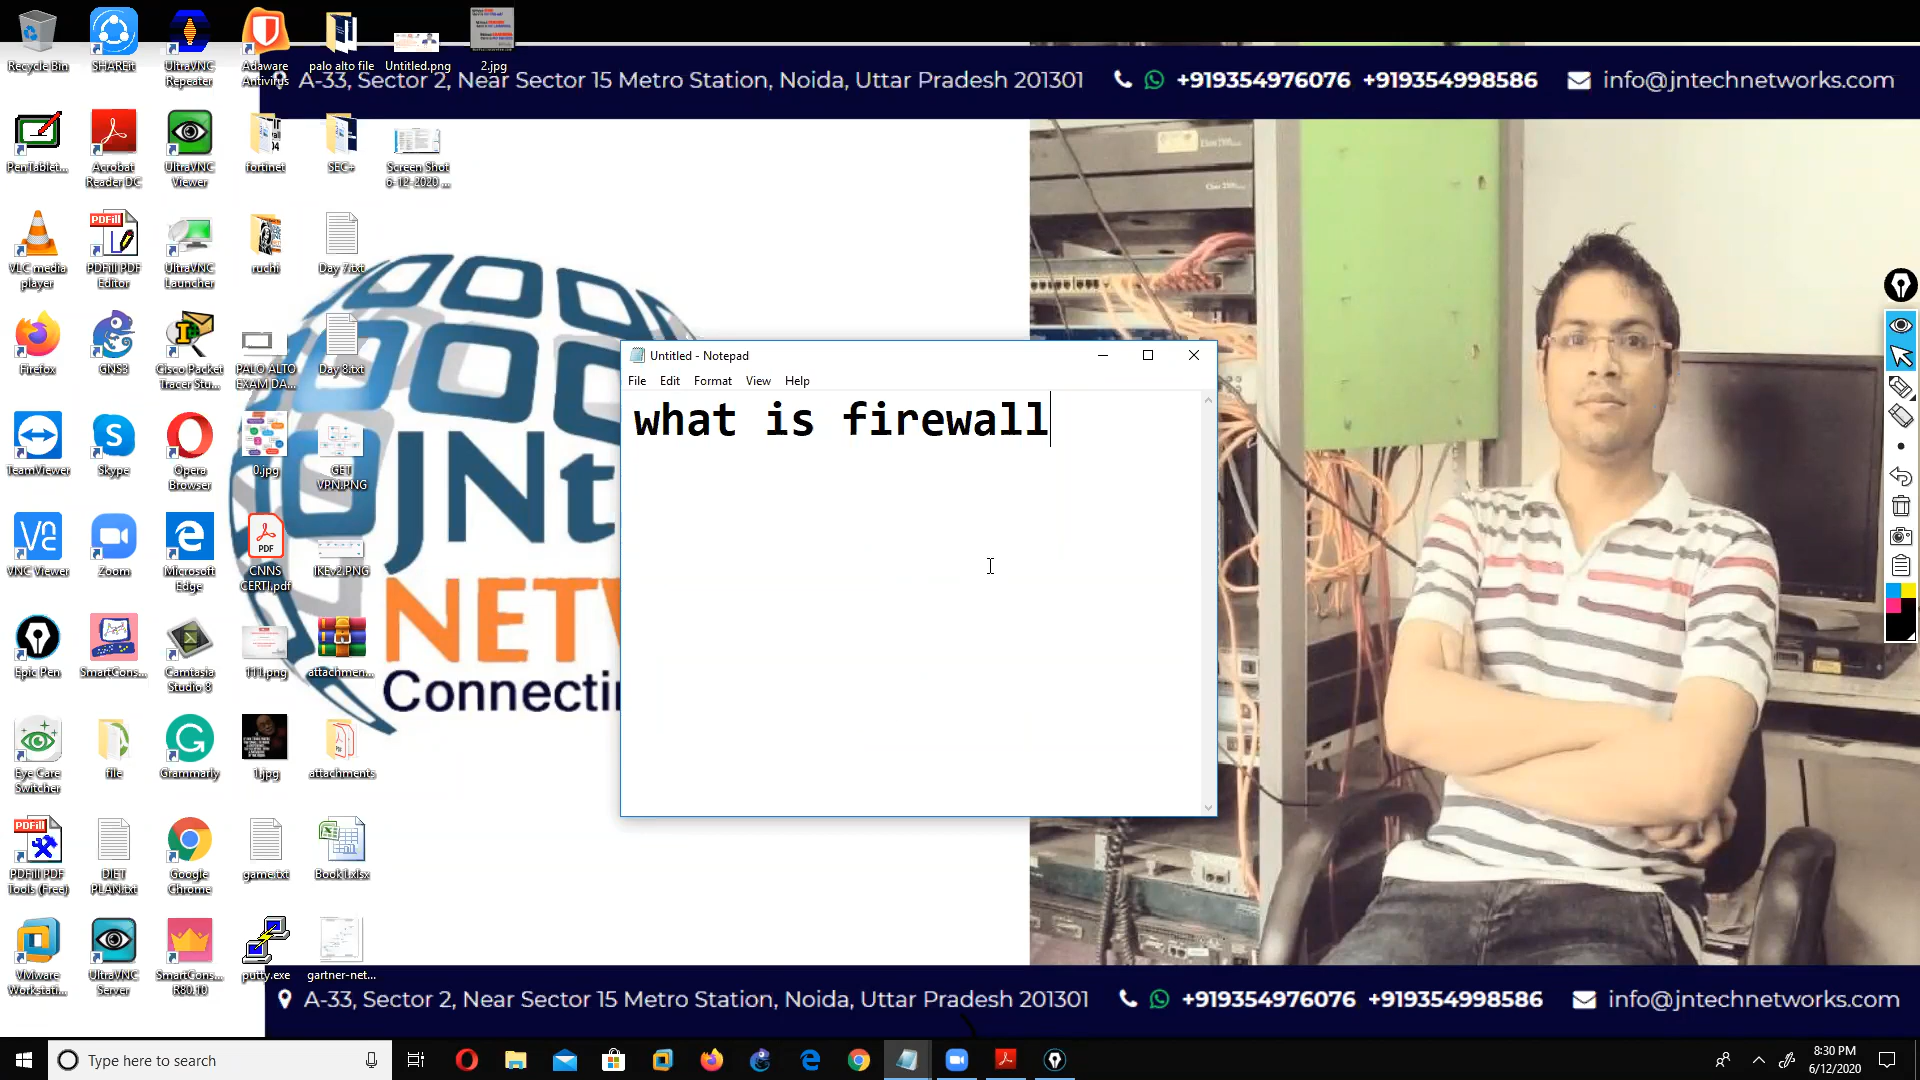 Recycle Bin
SHAREit
UltraVNC
Repeater
Adaware
Antivirus
palo alto file
Untitled.png
2.jpg
A-33, Sector 2, Near Sector 15 Metro Station, Noida, Uttar Pradesh 201301
+919354976076 +919354998586
info@jntechnetworks.com
PenTablet...
Acrobat
Reader DC
UltraVNC
Viewer
fortinet
SEC+
Screen Shot
6-12-2020 ...
VLC media
player
PDFill
PDFill PDF
Editor
UltraVNC
Launcher
ruchi
Day 7.txt
Firefox
GNS3
Cisco Packet
Tracer Stu...
PALO ALTO
EXAM DA...
Day 8.txt
TeamViewer
Skype
Opera
Browser
0.jpg
GET
VPN.PNG
VNC Viewer
Zoom
Microsoft
Edge
PDF
CNNS
CERTI.pdf
IKEv2.PNG
Epic Pen
SmartCons...
Camtasia
Studio 8
111.png
attachmen...
Eye Care
Switcher
file
Grammarly
1.jpg
attachments
PDFill
PDFill PDF
Tools (Free)
DIET
PLAN.txt
Google
Chrome
game.txt
Book1.xlsx
VMware
Workstati...
UltraVNC
Server
SmartCons...
R80.10
putty.exe
gartner-net...
JNt
NETW
Connectin
Untitled - Notepad
File Edit Format View Help
what is firewall
A-33, Sector 2, Near Sector 15 Metro Station, Noida, Uttar Pradesh 201301
+919354976076 +919354998586
info@jntechnetworks.com
Type here to search
8:30 PM
6/12/2020